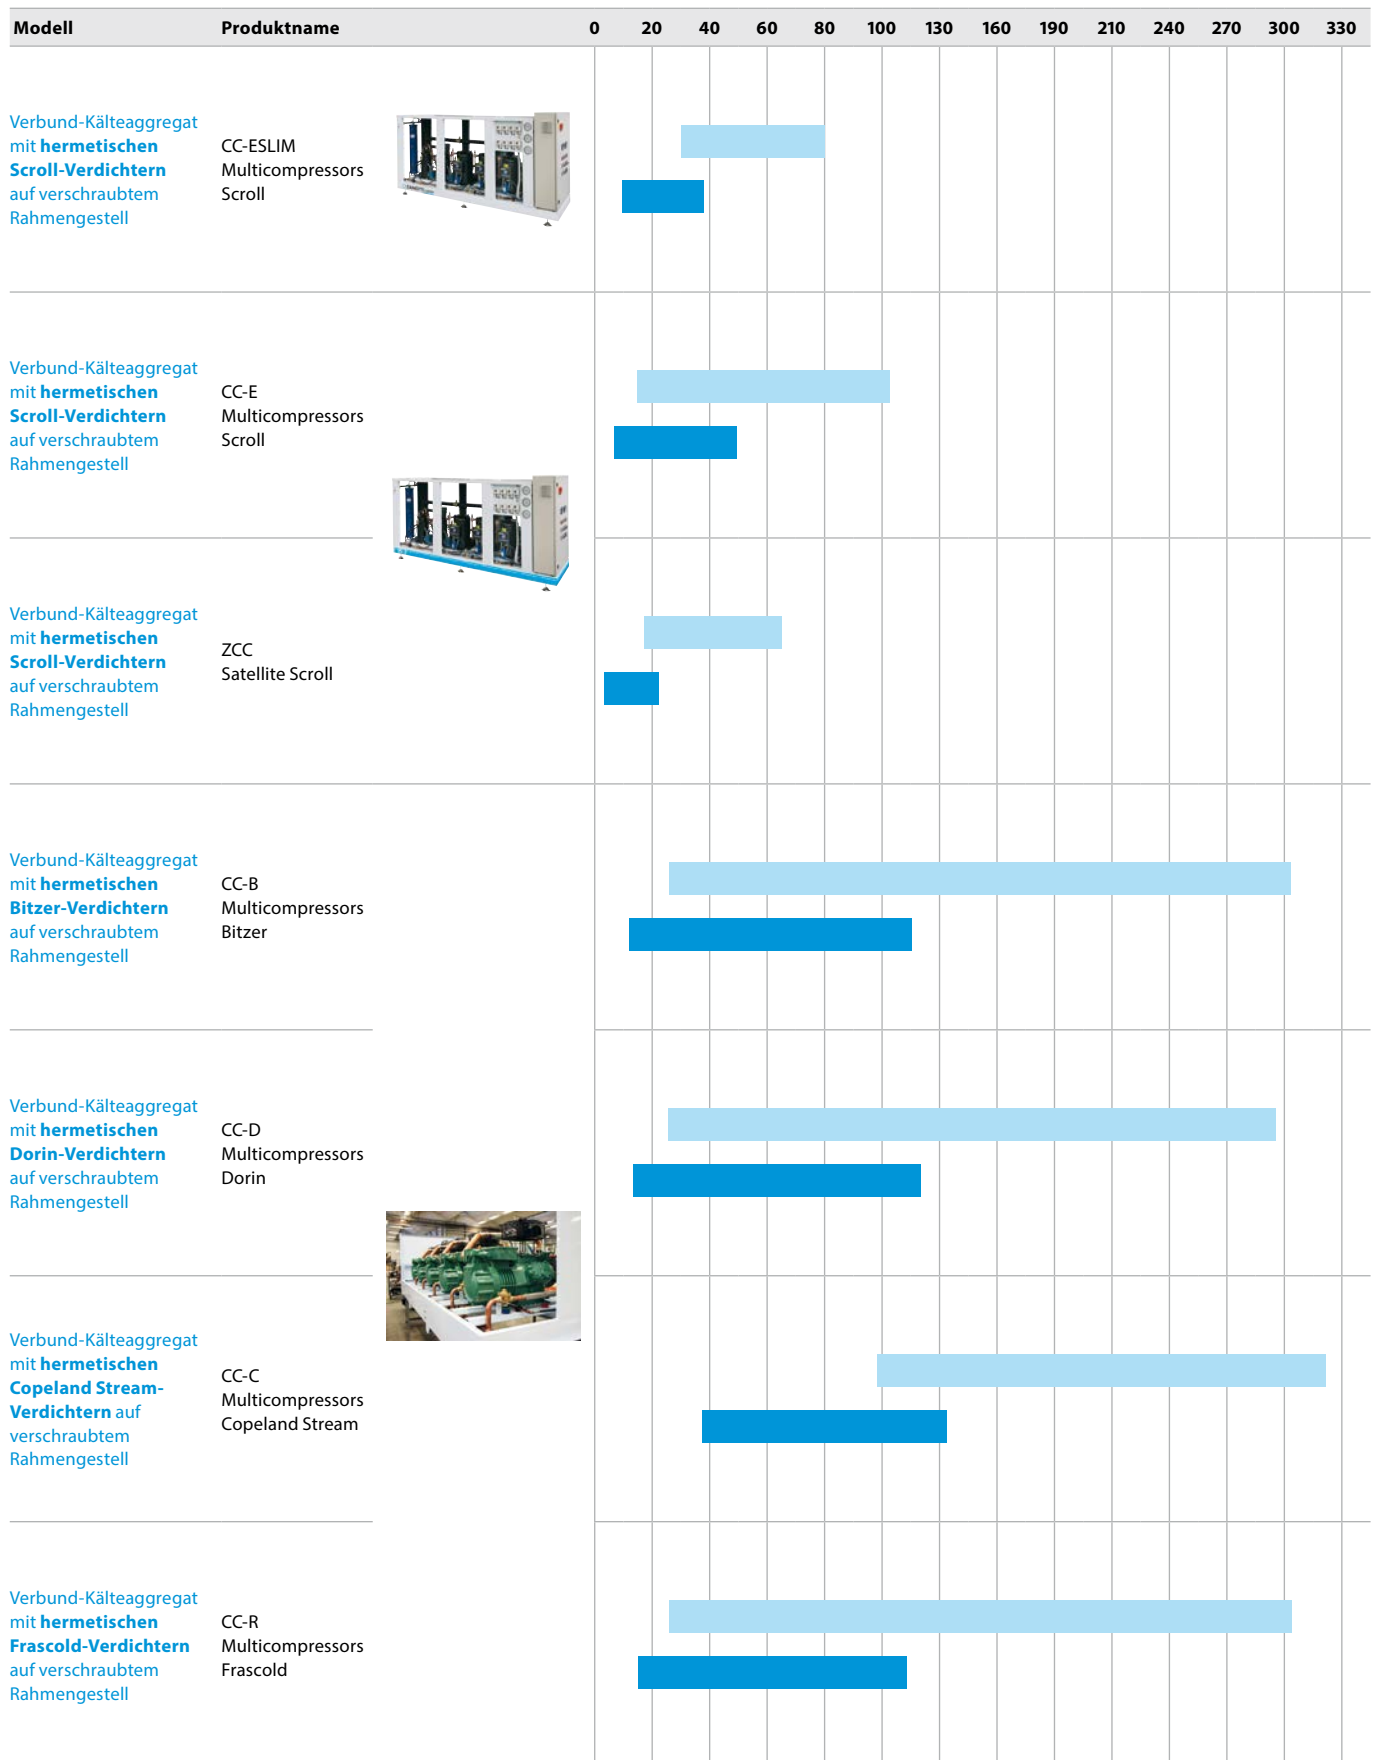 Modell Produktname 0 20 40 60 80 100 130 160 190 210 240 270 300 330
Verbund-Kälteaggregat
mit hermetischen
Scroll-Verdichtern
auf verschraubtem
Rahmengestell
CC-ESLIM
Multicompressors
Scroll
Verbund-Kälteaggregat
mit hermetischen
Scroll-Verdichtern
auf verschraubtem
Rahmengestell
CC-E
Multicompressors
Scroll
Verbund-Kälteaggregat
mit hermetischen
Scroll-Verdichtern
auf verschraubtem
Rahmengestell
ZCC
Satellite Scroll
Verbund-Kälteaggregat
mit hermetischen
Bitzer-Verdichtern
auf verschraubtem
Rahmengestell
CC-B
Multicompressors
Bitzer
Verbund-Kälteaggregat
mit hermetischen
Dorin-Verdichtern
auf verschraubtem
Rahmengestell
CC-D
Multicompressors
Dorin
Verbund-Kälteaggregat
mit hermetischen
Copeland Stream-
Verdichtern auf
verschraubtem
Rahmengestell
CC-C
Multicompressors
Copeland Stream
Verbund-Kälteaggregat
mit hermetischen
Frascold-Verdichtern
auf verschraubtem
Rahmengestell
CC-R
Multicompressors
Frascold